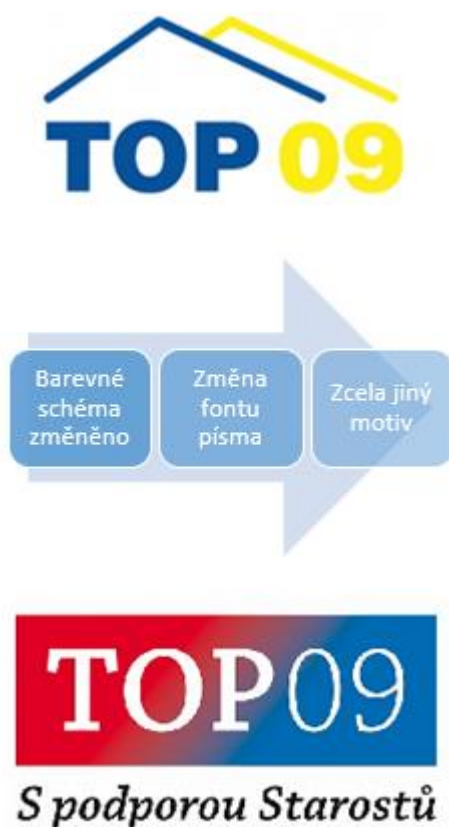 TOP 09
Barevné
schéma
změněno
Změna
fontu
písma
Zcela jiný
motiv
TOP09
S podporou Starostů